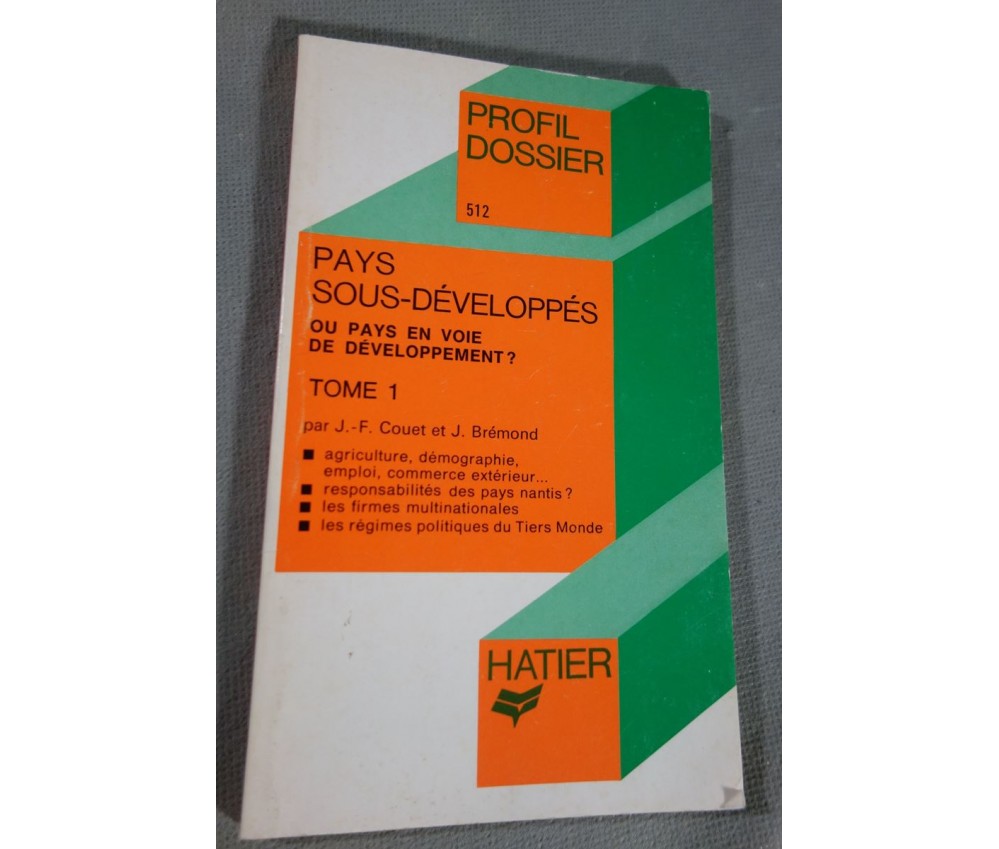 PROFIL
DOSSIER
512
PAYS
SOUS-DÉVELOPPÉS
OU PAYS EN VOIE
DE DÉVELOPPEMENT ?
TOME 1
par J.-F. Couet et J. Brémond
■ agriculture, démographie,
emploi, commerce extérieur...
■ responsabilités des pays nantis ?
■ les firmes multinationales
■ les régimes politiques du Tiers Monde
HATIER